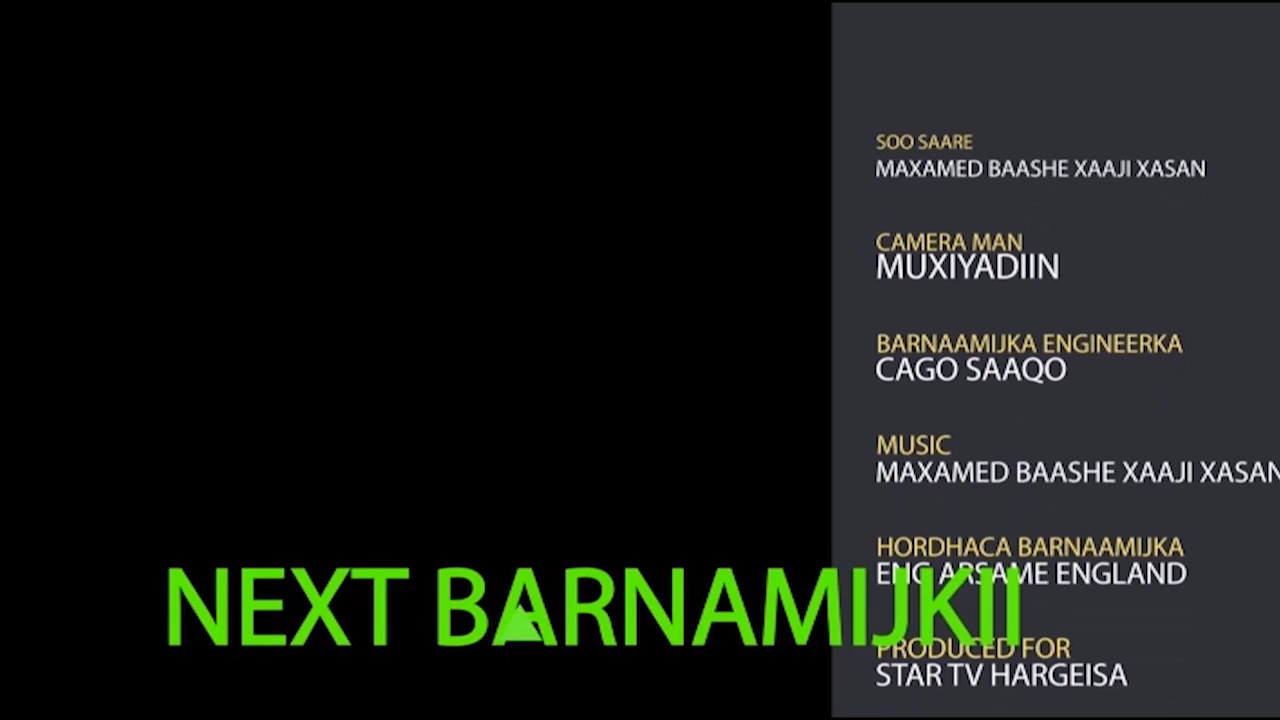 SOO SAARE
MAXAMED BAASHE XAAJI XASAN
CAMERA MAN
MUXIYADIIN
BARNAAMIJKA ENGINEERKA
CAGO SAAQO
MUSIC
MAXAMED BAASHE XAAJI XASAN
HORDHACA BARNAAMIJKA
ENG ARSAME ENGLAND
NEXT BARNAMIJKII
PRODUCED FOR
STAR TV HARGEISA